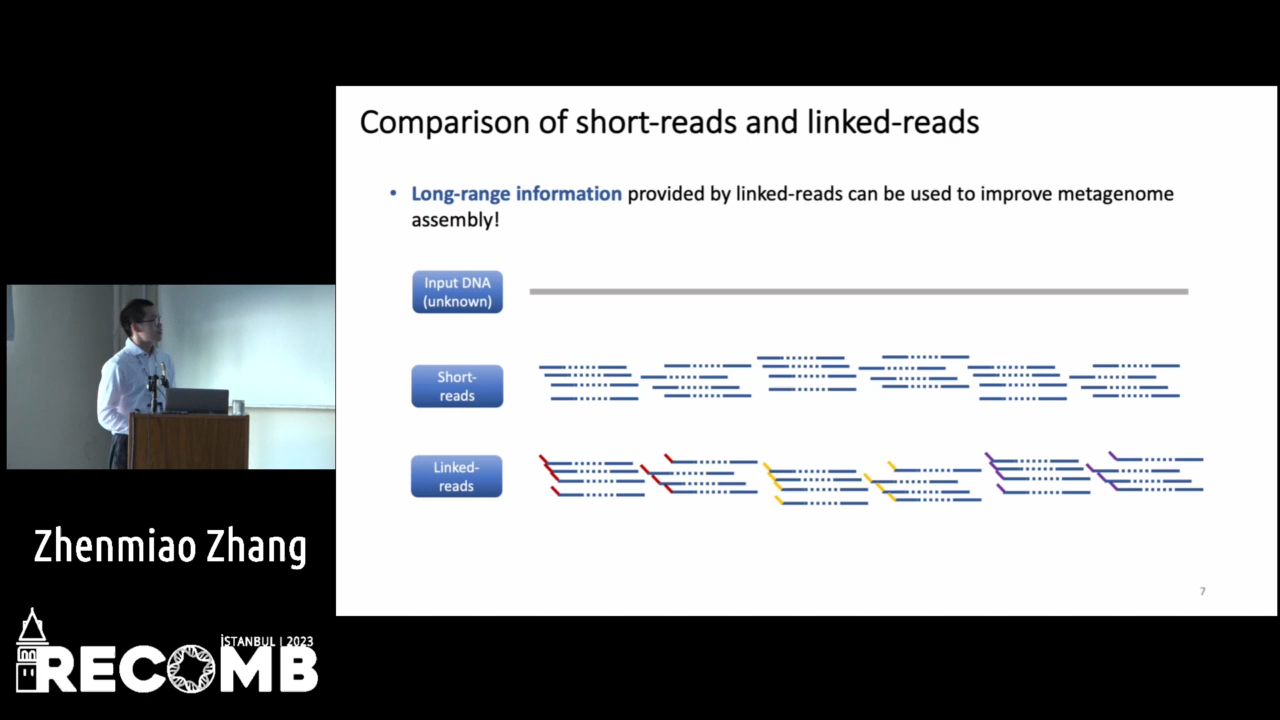 Comparison of short-reads and linked-reads
• Long-range information provided by linked-reads can be used to improve metagenome
assembly!
Input DNA
(unknown)
Short-
reads
Linked-
reads
7
Zhenmiao Zhang
İSTANBUL | 2023
RECOMB